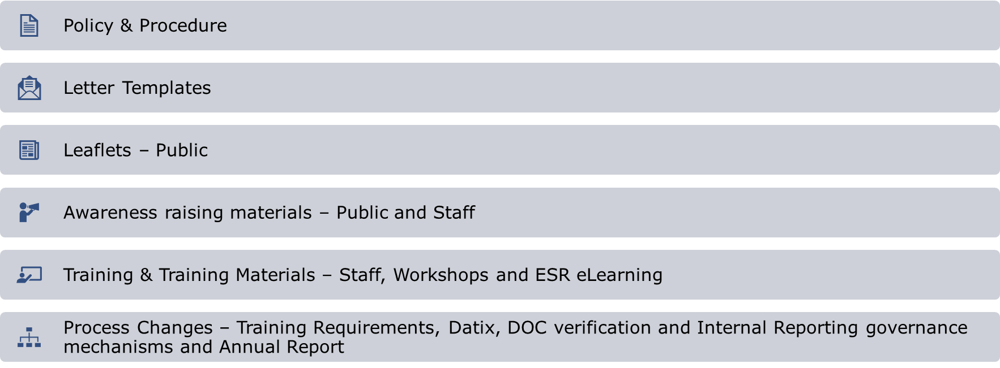 Policy & Procedure
Letter Templates
Leaflets – Public
Awareness raising materials – Public and Staff
Training & Training Materials – Staff, Workshops and ESR eLearning
Process Changes – Training Requirements, Datix, DOC verification and Internal Reporting governance
mechanisms and Annual Report